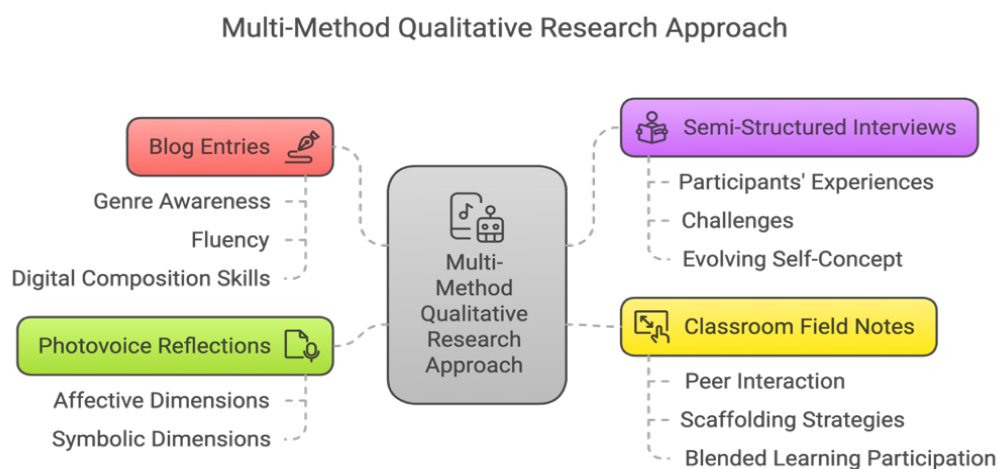 Multi-Method Qualitative Research Approach
Blog Entries
Genre Awareness
Fluency
Digital Composition Skills
Photovoice Reflections
Affective Dimensions
Symbolic Dimensions
Multi-
Method
Qualitative
Research
Approach
Semi-Structured Interviews
Participants' Experiences
Challenges
Evolving Self-Concept
Classroom Field Notes
Peer Interaction
Scaffolding Strategies
Blended Learning Participation